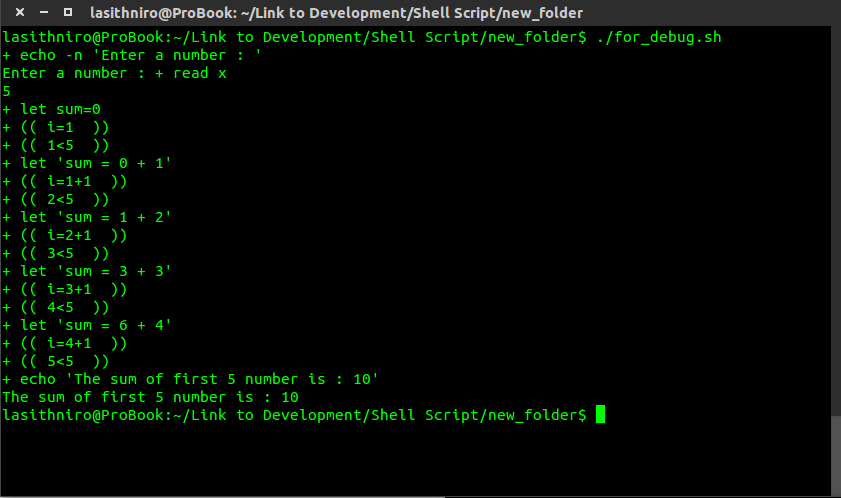 lasithniro@ProBook: ~/Link to Development/Shell Script/new_folder
lasithniro@ProBook:~/Link to Development/Shell Script/new_folder$ ./for_debug.sh
+ echo -n 'Enter a number : '
Enter a number : + read x
5
+ let sum=0
+ (( i=1  ))
+ (( 1<5  ))
+ let 'sum = 0 + 1'
+ (( i=1+1  ))
+ (( 2<5  ))
+ let 'sum = 1 + 2'
+ (( i=2+1  ))
+ (( 3<5  ))
+ let 'sum = 3 + 3'
+ (( i=3+1  ))
+ (( 4<5  ))
+ let 'sum = 6 + 4'
+ (( i=4+1  ))
+ (( 5<5  ))
+ echo 'The sum of first 5 number is : 10'
The sum of first 5 number is : 10
lasithniro@ProBook:~/Link to Development/Shell Script/new_folder$